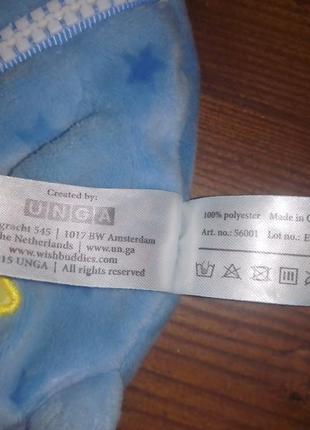 Created by:
UNGA
gracht 545 | 1017 BW Amsterdam
he Netherlands | www.un.ga
www.wishbuddies.com
15 UNGA | All rights reserved
100% polyester Made in C
Art. no.: 56001 Lot no.: E